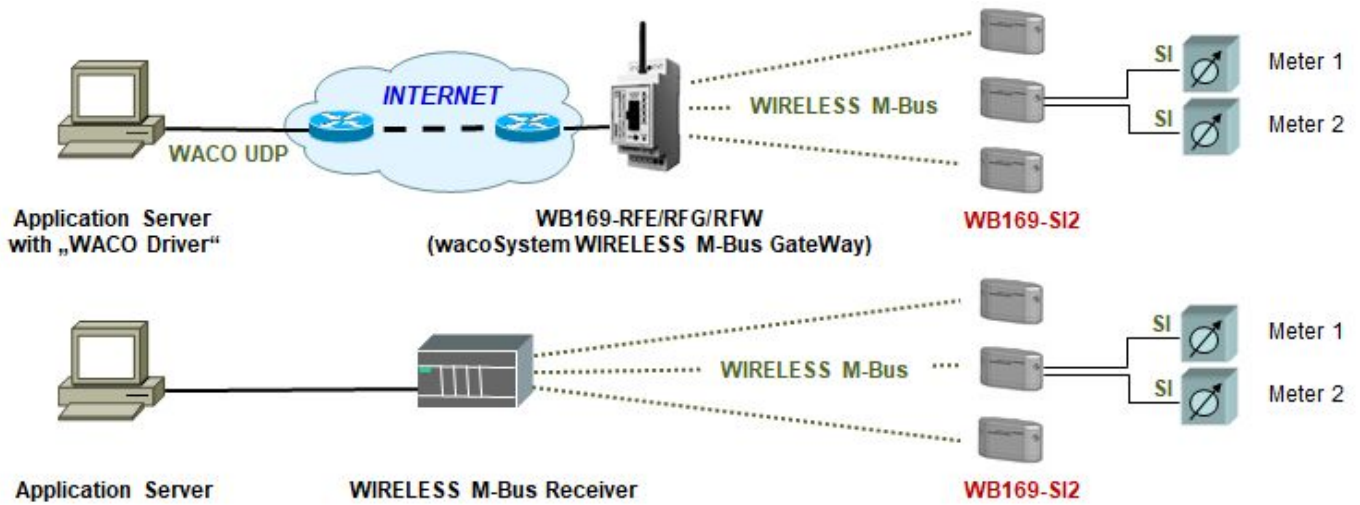 INTERNET
WIRELESS M-Bus
SI
Meter 1
SI
Meter 2
WACO UDP
Application Server
with „WACO Driver“
WB169-RFE/RFG/RFW
(wacoSystem WIRELESS M-Bus GateWay)
WB169-SI2
SI
Meter 1
WIRELESS M-Bus
SI
Meter 2
Application Server
WIRELESS M-Bus Receiver
WB169-SI2